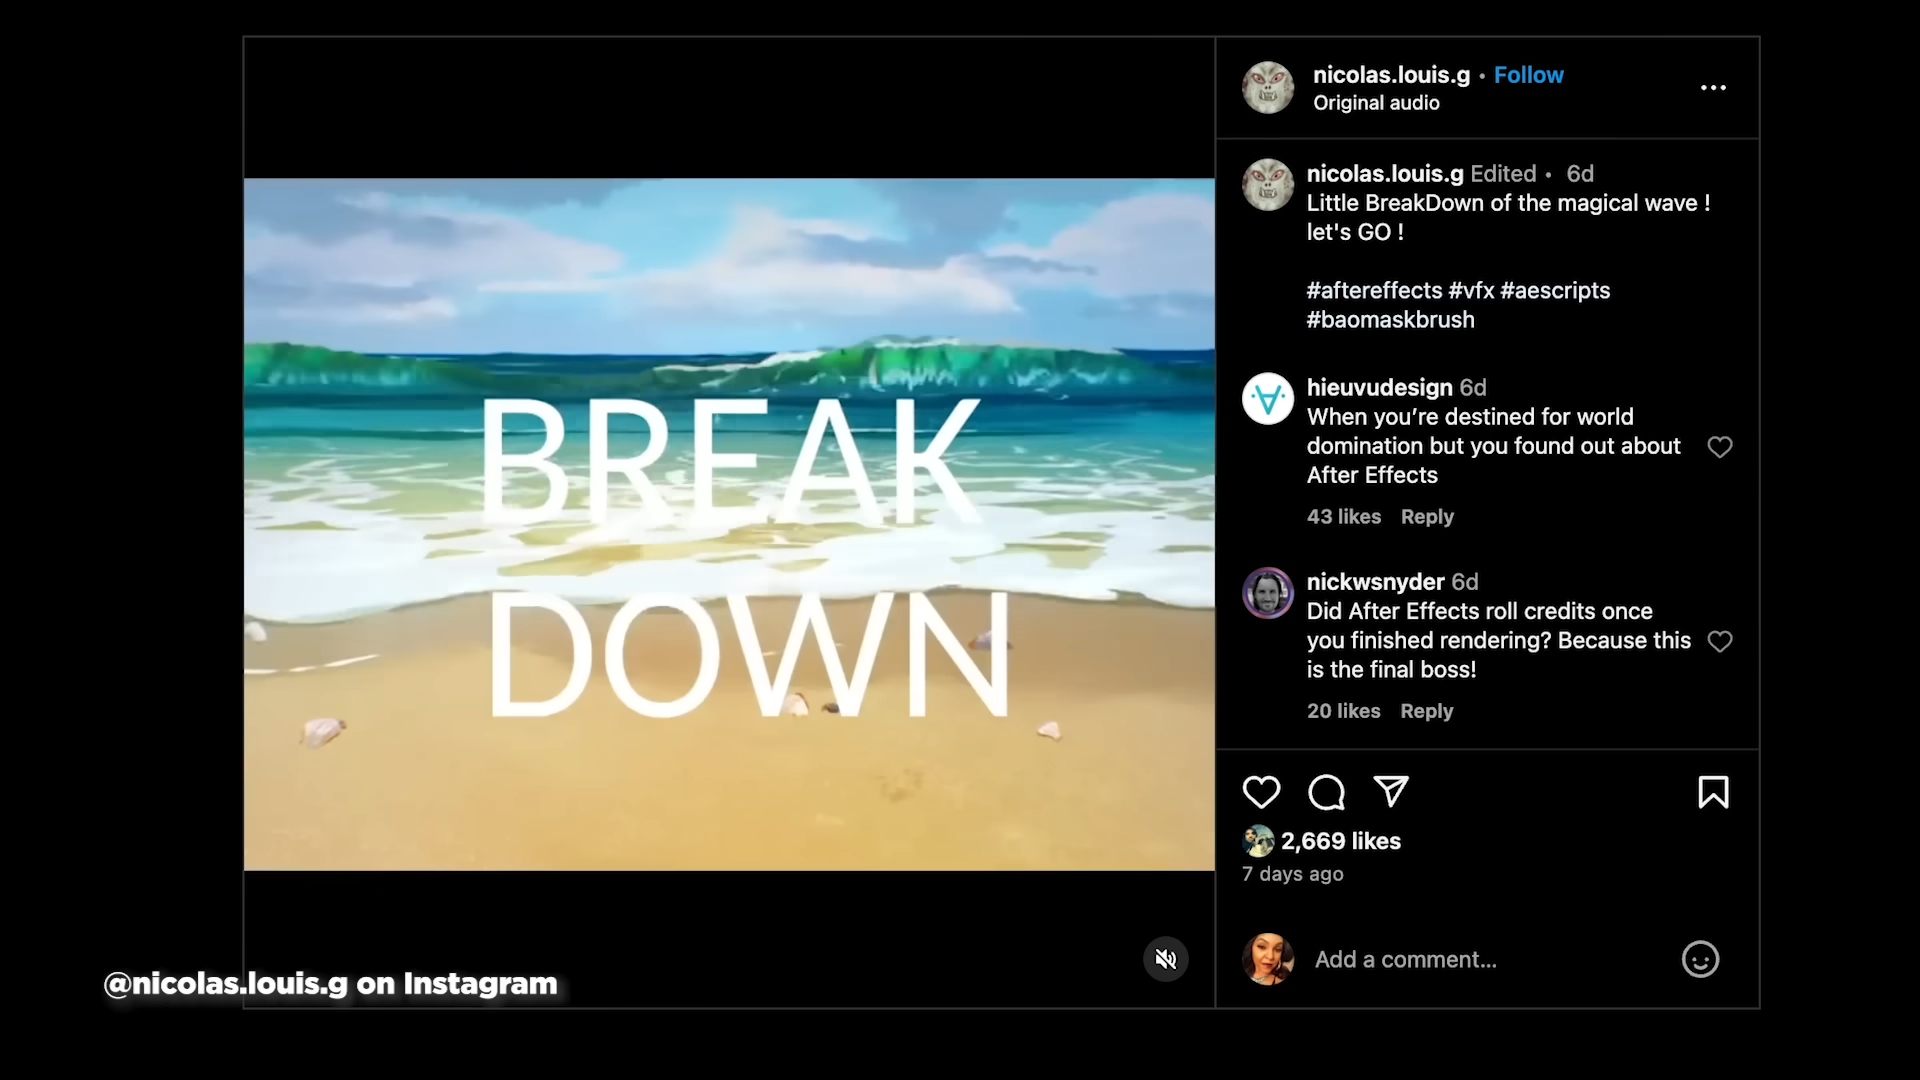 BREAK
DOWN
@nicolas.louis.g on Instagram
nicolas.louis.g • Follow
Original audio
nicolas.louis.g Edited • 6d
Little BreakDown of the magical wave !
let's GO !
#aftereffects #vfx #aescripts
#baomaskbrush
hieuvudesign 6d
When you’re destined for world
domination but you found out about
After Effects
43 likes Reply
nickwsnyder 6d
Did After Effects roll credits once
you finished rendering? Because this
is the final boss!
20 likes Reply
2,669 likes
7 days ago
Add a comment...